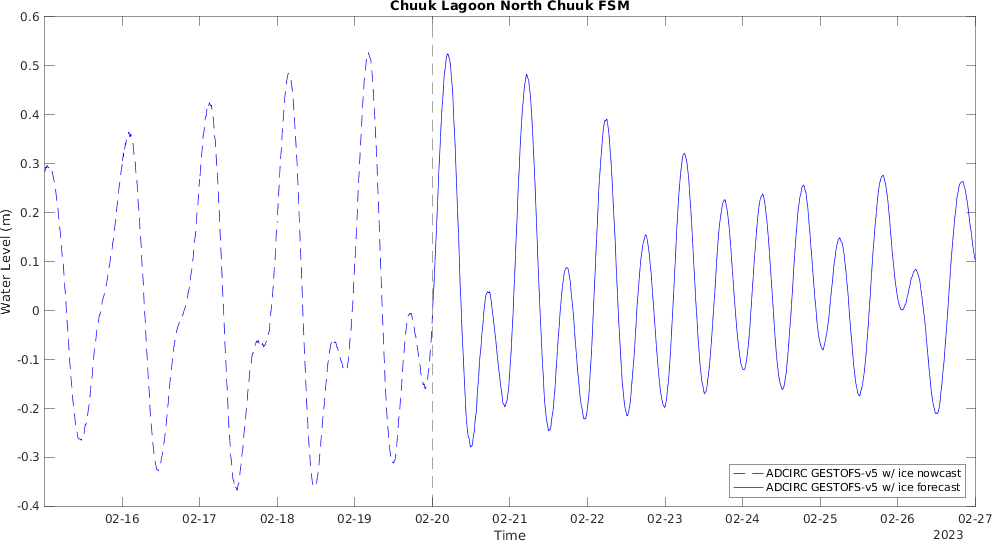 Chuuk Lagoon North Chuuk FSM
0.6
0.5
0.4
0.3
0.2
0.1
0
-0.1
-0.2
-0.3
-0.4
Water Level (m)
ADCIRC GESTOFS-v5 w/ ice nowcast
ADCIRC GESTOFS-v5 w/ ice forecast
02-16 02-17 02-18 02-19 02-20 02-21 02-22 02-23 02-24 02-25 02-26 02-27
Time
2023